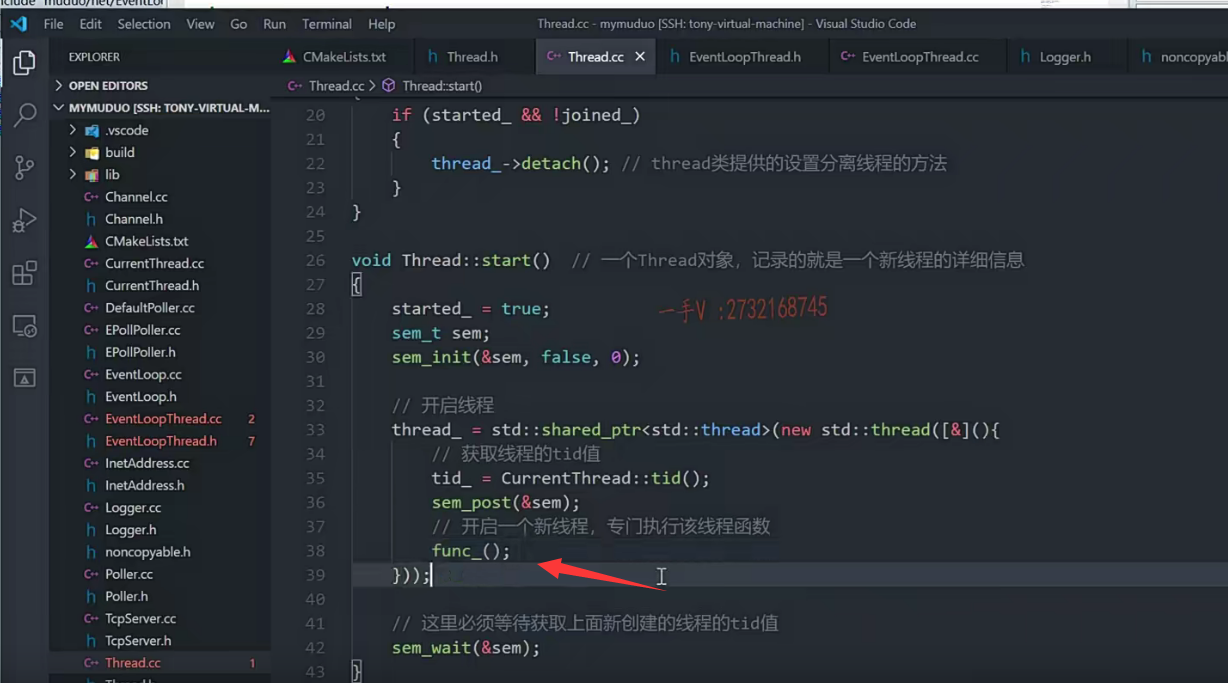 File Edit Selection View Go Run Terminal Help
Thread.cc - mymuduo [SSH: tony-virtual-machine] - Visual Studio Code
EXPLORER
OPEN EDITORS
MYMUDUO [SSH: TONY-VIRTUAL-M...
.vscode
build
lib
Channel.cc
Channel.h
CMakeLists.txt
CurrentThread.cc
CurrentThread.h
DefaultPoller.cc
EPollPoller.cc
EPollPoller.h
EventLoop.cc
EventLoop.h
EventLoopThread.cc 2
EventLoopThread.h 7
InetAddress.cc
InetAddress.h
Logger.cc
Logger.h
noncopyable.h
Poller.cc
Poller.h
TcpServer.cc
TcpServer.h
Thread.cc 1
CMakeLists.txt
Thread.h
Thread.cc
EventLoopThread.h
EventLoopThread.cc
Logger.h
Thread.cc > Thread::start()
20 if (started_ && !joined_)
21 {
22 thread_->detach(); // thread类提供的设置分离线程的方法
23 }
24 }
25
26 void Thread::start() // 一个Thread对象，记录的就是一个新线程的详细信息
27 {
28 started_ = true;
29 sem_t sem;
30 sem_init(&sem, false, 0);
31
32 // 开启线程
33 thread_ = std::shared_ptr<std::thread>(new std::thread([&](){
34 // 获取线程的tid值
35 tid_ = CurrentThread::tid();
36 sem_post(&sem);
37 // 开启一个新线程，专门执行该线程函数
38 func_();
39 }));
40
41 // 这里必须等待获取上面新创建的线程的tid值
42 sem_wait(&sem);
43 }
一手V :2732168745